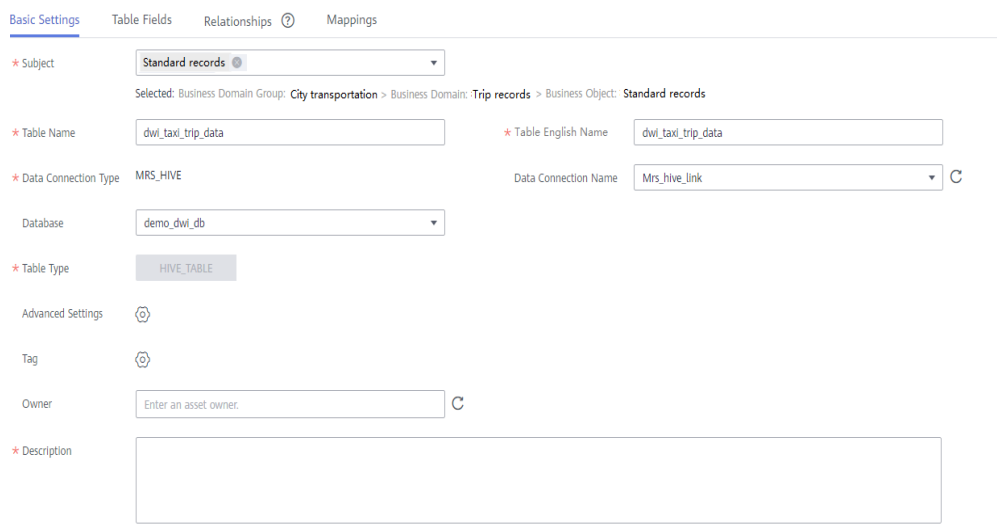 Basic Settings Table Fields Relationships ? Mappings
* Subject Standard records
Selected: Business Domain Group: City transportation > Business Domain: Trip records > Business Object: Standard records
* Table Name dwi_taxi_trip_data * Table English Name dwi_taxi_trip_data
* Data Connection Type MRS_HIVE Data Connection Name Mrs_hive_link
Database demo_dwi_db
* Table Type HIVE_TABLE
Advanced Settings
Tag
Owner Enter an asset owner.
* Description